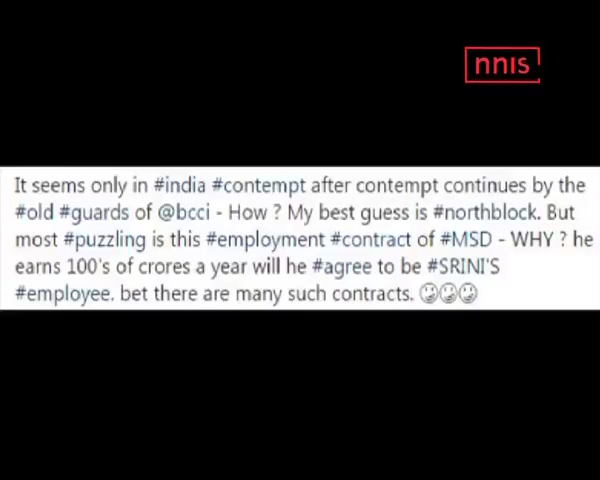 nnis
It seems only in #india #contempt after contempt continues by the
#old #guards of @bcci - How ? My best guess is #northblock. But
most #puzzling is this #employment #contract of #MSD - WHY ? he
earns 100's of crores a year will he #agree to be #SRINI'S
#employee. bet there are many such contracts. 🙄🙄🙄